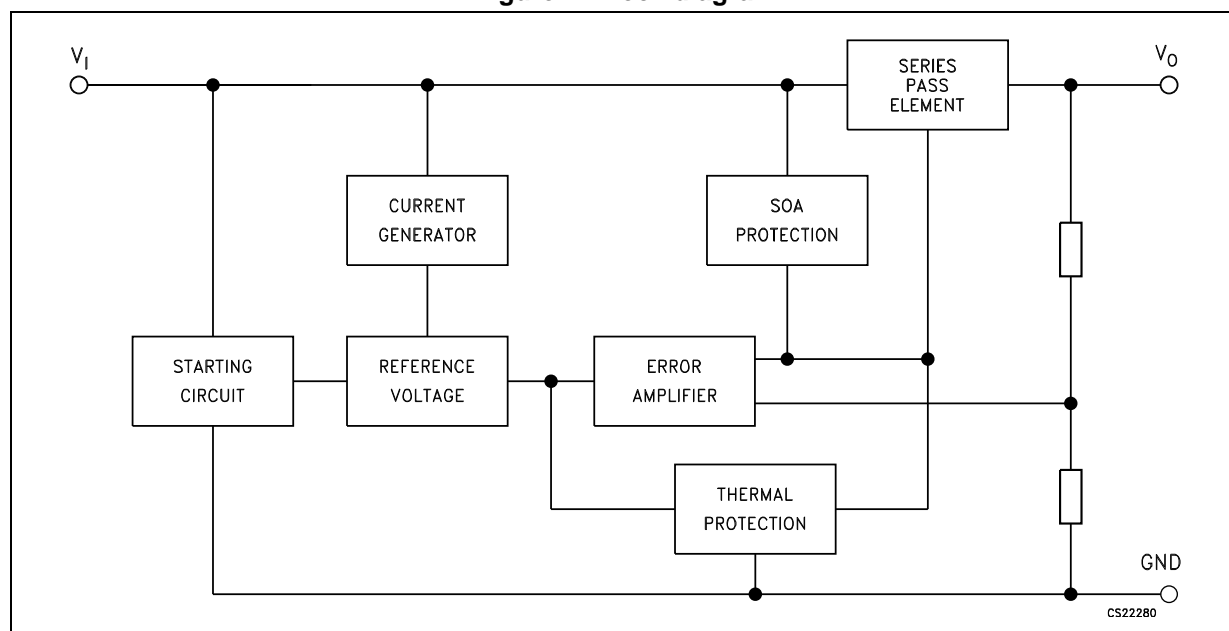 V_I
V_O
SERIES
PASS
ELEMENT
CURRENT
GENERATOR
SOA
PROTECTION
STARTING
CIRCUIT
REFERENCE
VOLTAGE
ERROR
AMPLIFIER
THERMAL
PROTECTION
GND
CS22280